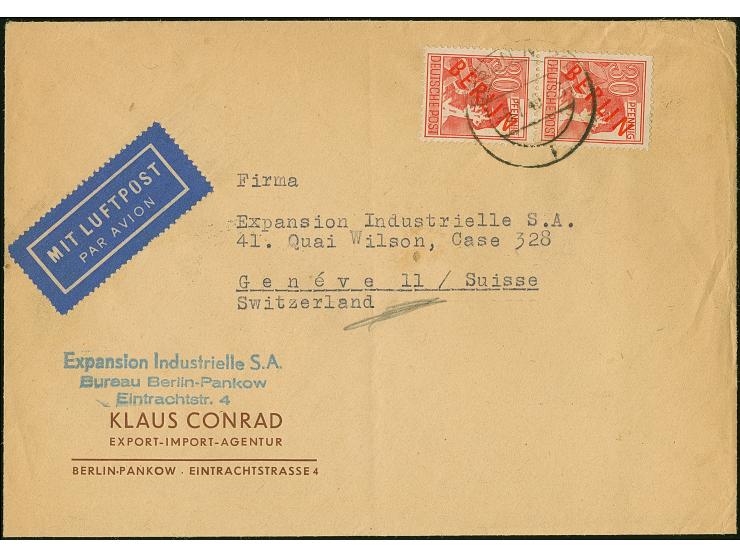 30
PFENNIG
DEUTSCHE POST
BERLIN
30
PFENNIG
DEUTSCHE POST
BERLIN
1
MIT LUFTPOST
PAR AVION
Firma
Expansion Industrielle S.A.
41. Quai Wilson, Case 328
G e n é v e 11 / Suisse
Switzerland
Expansion Industrielle S.A.
Bureau Berlin-Pankow
Eintrachtstr. 4
KLAUS CONRAD
EXPORT-IMPORT-AGENTUR
BERLIN-PANKOW · EINTRACHTSTRASSE 4